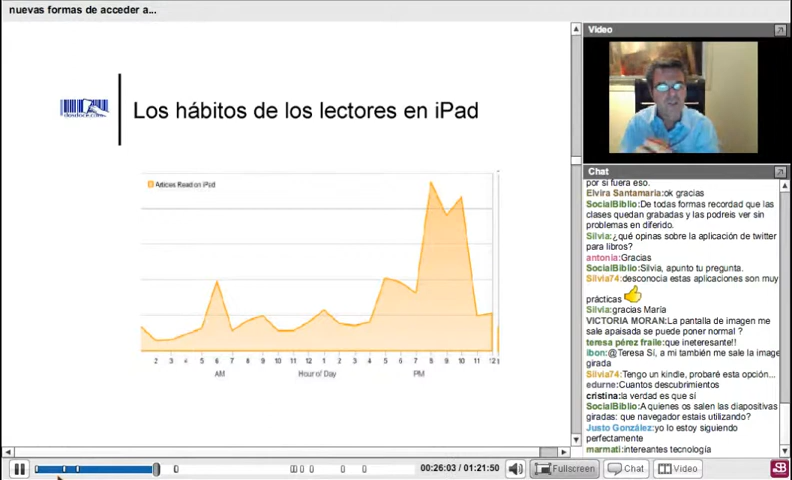 nuevas formas de acceder a...
Los hábitos de los lectores en iPad
Articles Read on iPad
2 3 4 5 6 7 8 9 10 11 12 1 2 3 4 5 6 7 8 9 10 11 12
AM Hour of Day PM
Video
Chat
por si fuera eso.
Elvira Santamaria:ok gracias
SocialBiblio:De todas formas recordad que las
clases quedan grabadas y las podreis ver sin
problemas en diferido.
Silvia:¿qué opinas sobre la aplicación de twitter
para libros?
antonia:Gracias
SocialBiblio:Silvia, apunto tu pregunta.
Silvia74:desconocia estas aplicaciones son muy
prácticas
Silvia:gracias María
VICTORIA MORAN:La pantalla de imagen me
sale apaisada se puede poner normal ?
teresa pérez fraile:que ineteresante!!
ibon:@Teresa Sí, a mi también me sale la image
girada
Silvia74:Tengo un kindle, probaré esta opción...
edurne:Cuantos descubrimientos
cristina:la verdad es que sí
SocialBiblio:A quienes os salen las diapositivas
giradas: que navegador estais utilizando?
Justo González:yo lo estoy siguiendo
perfectamente
marmati:intereantes tecnología
00:26:03 / 01:21:50
Fullscreen
Chat
Video
SB